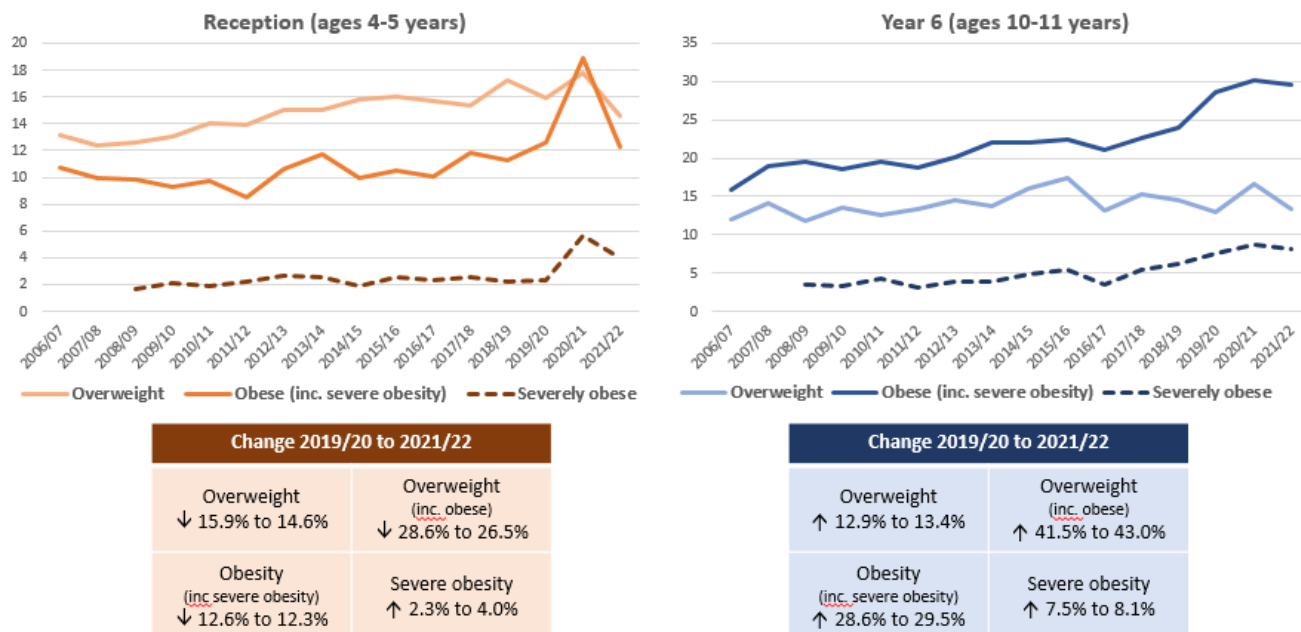 Reception (ages 4-5 years)
20
18
16
14
12
10
8
6
4
2
0
2006/07
2007/08
2008/09
2009/10
2010/11
2011/12
2012/13
2013/14
2014/15
2015/16
2016/17
2017/18
2018/19
2019/20
2020/21
2021/22
Overweight
Obese (inc. severe obesity)
Severely obese
Change 2019/20 to 2021/22
Overweight
↓ 15.9% to 14.6%
Overweight
(inc. obese)
↓ 28.6% to 26.5%
Obesity
(inc severe obesity)
↓ 12.6% to 12.3%
Severe obesity
↑ 2.3% to 4.0%
Year 6 (ages 10-11 years)
35
30
25
20
15
10
5
0
2006/07
2007/08
2008/09
2009/10
2010/11
2011/12
2012/13
2013/14
2014/15
2015/16
2016/17
2017/18
2018/19
2019/20
2020/21
2021/22
Overweight
Obese (inc. severe obesity)
Severely obese
Change 2019/20 to 2021/22
Overweight
↑ 12.9% to 13.4%
Overweight
(inc. obese)
↑ 41.5% to 43.0%
Obesity
(inc. severe obesity)
↑ 28.6% to 29.5%
Severe obesity
↑ 7.5% to 8.1%